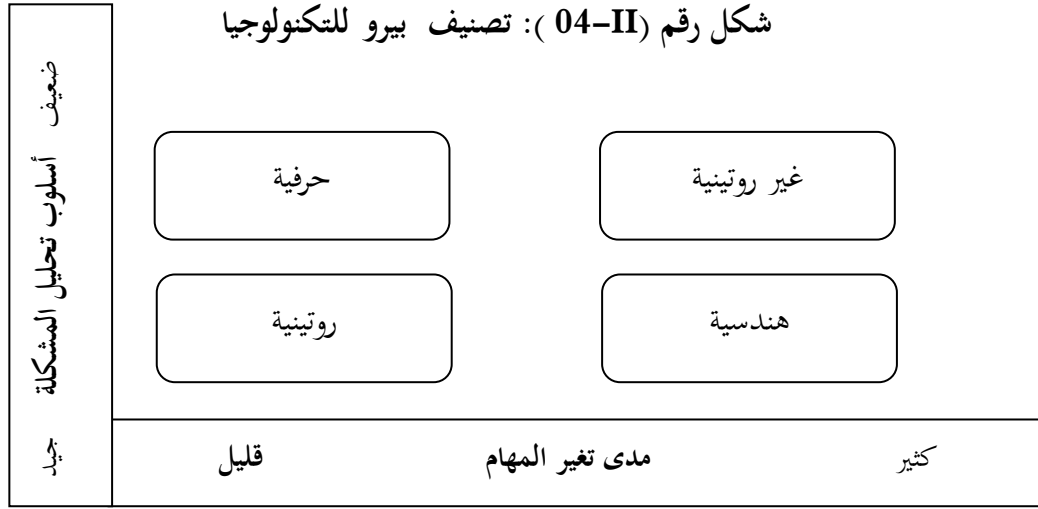 شكل رقم (II-04 ): تصنيف بيرو للتكنولوجيا
ضعيف أسلوب تحليل المشكلة جيد
غير روتينية
حرفية
هندسية
روتينية
كثير مدى تغير المهام قليل